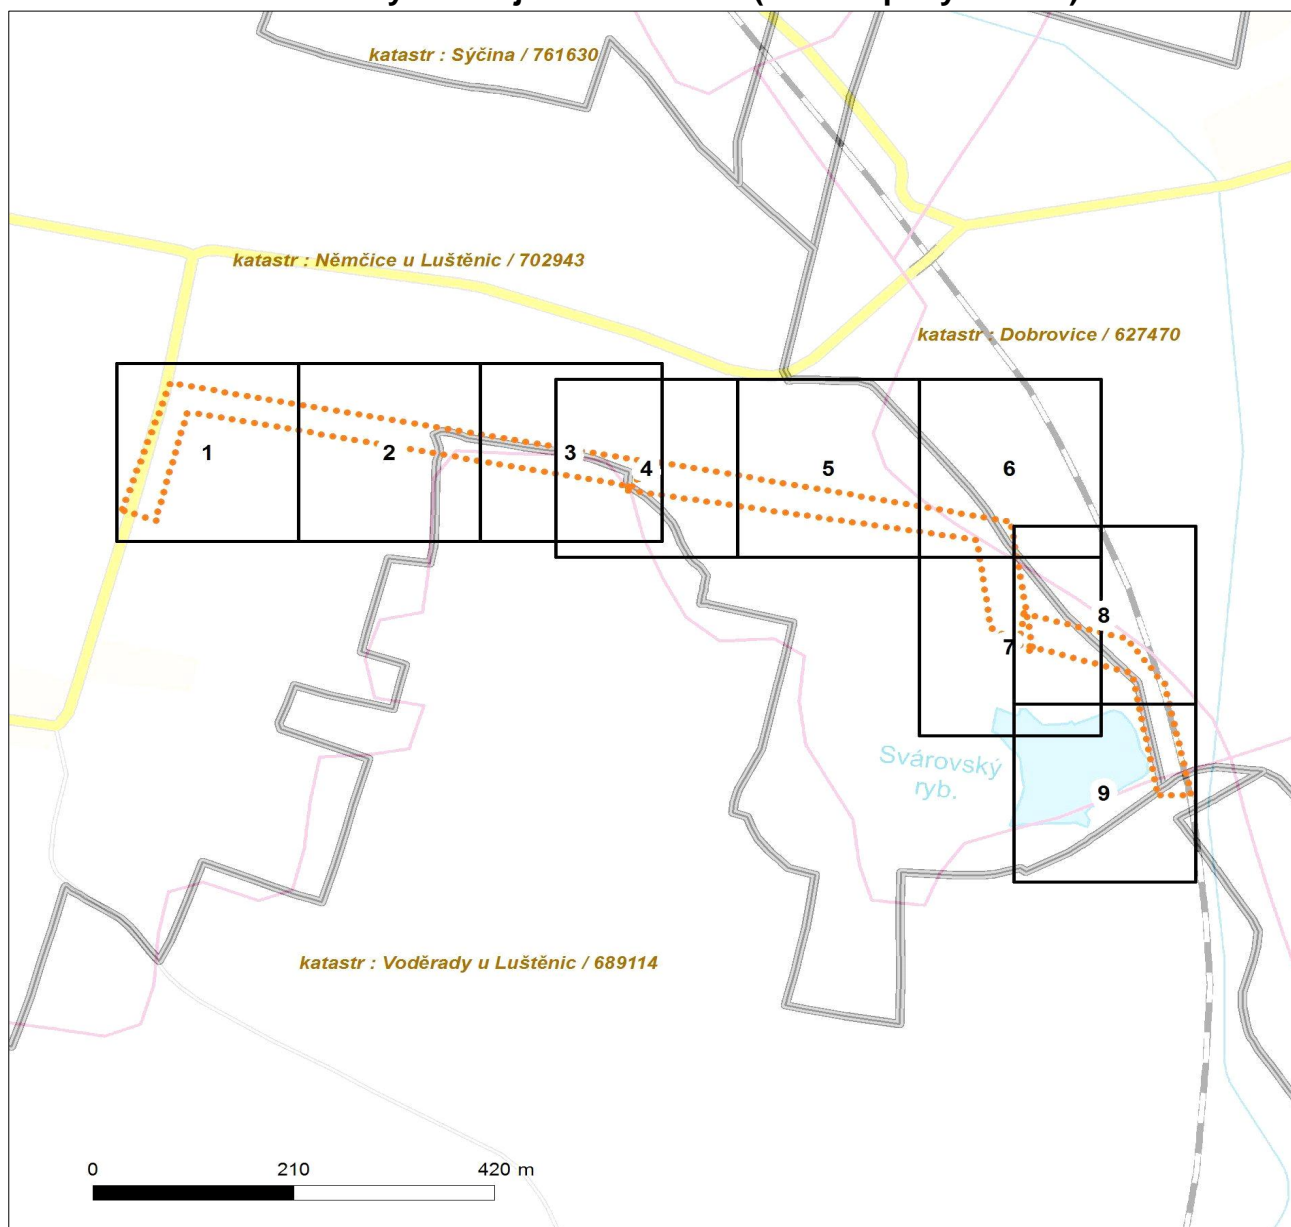 katastr : Sýčina / 761630
katastr : Němčice u Luštěnic / 702943
katastr : Dobrovice / 627470
1
2
3
4
5
6
7
8
Svárovský
ryb.
9
katastr : Voděrady u Luštěnic / 689114
0 210 420 m